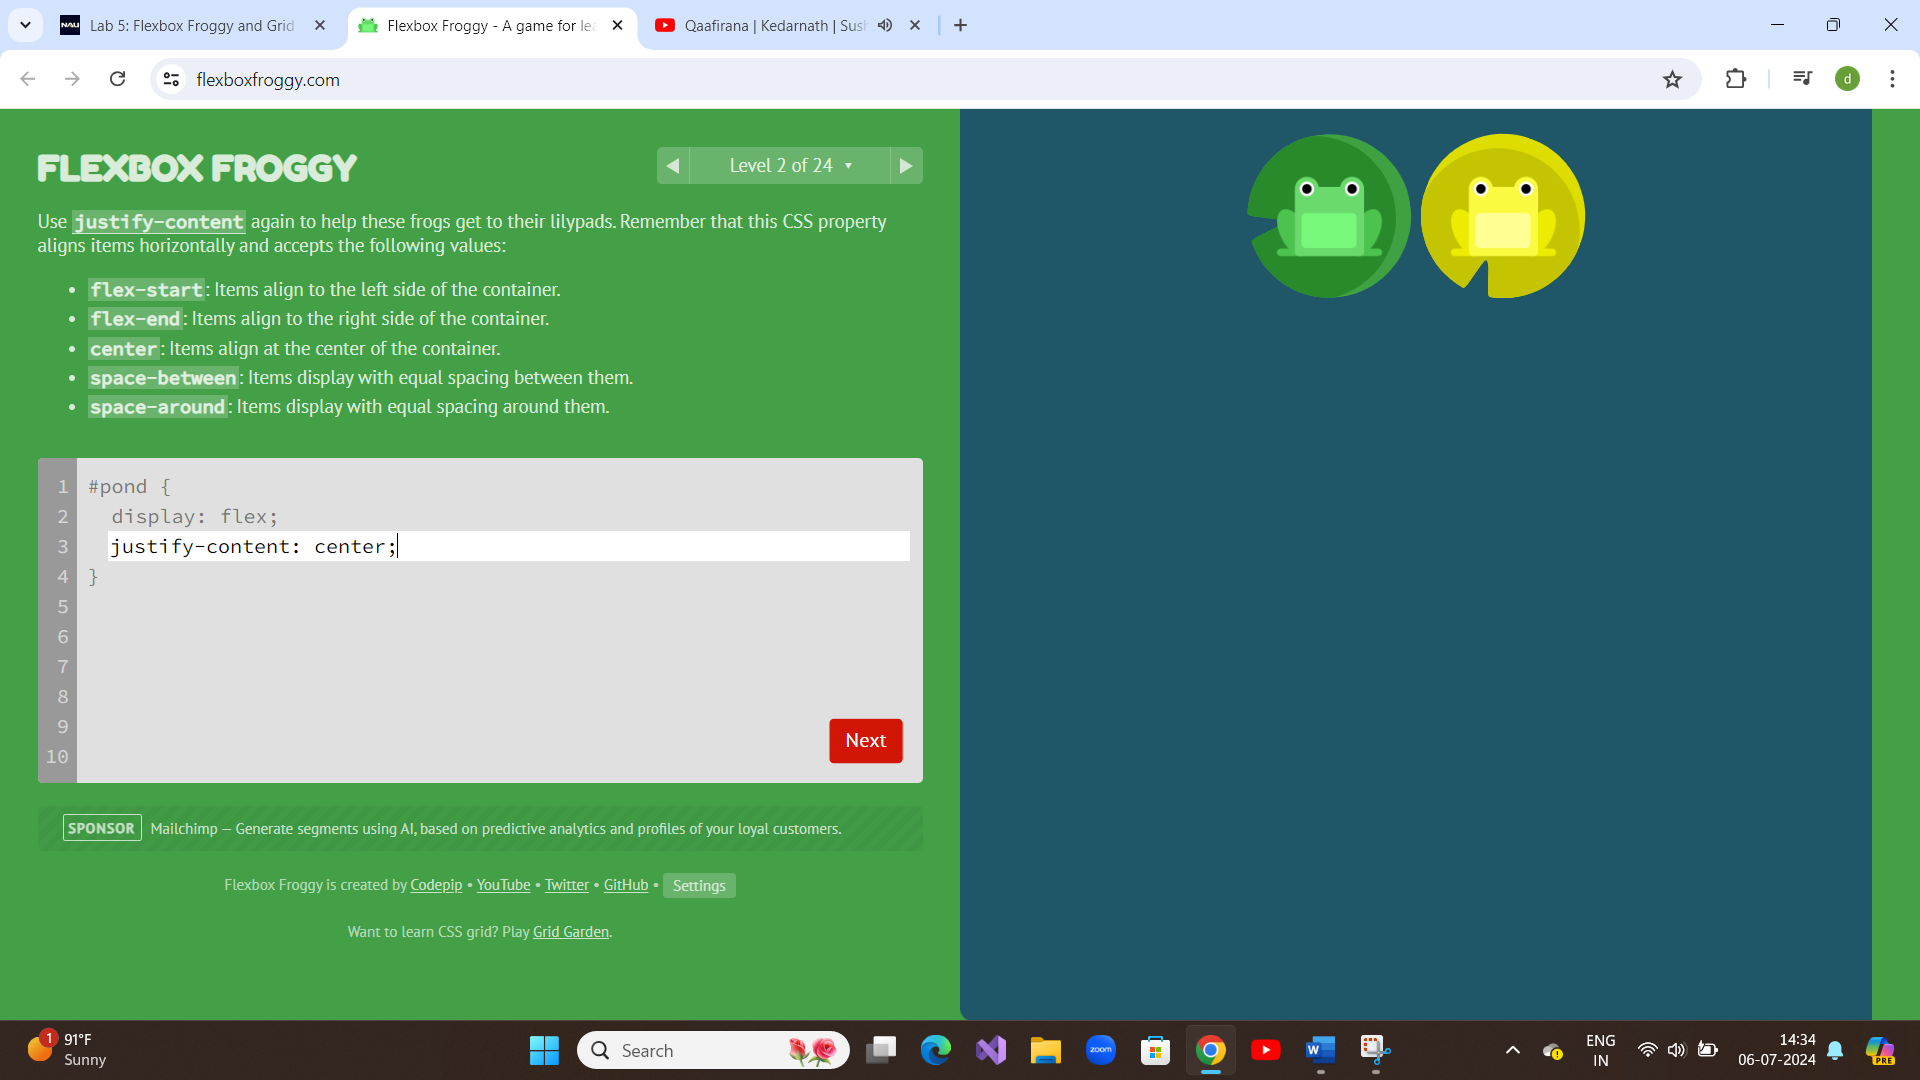 NAU Lab 5: Flexbox Froggy and Grid
Flexbox Froggy - A game for lea
Qaafirana | Kedarnath | Sush
flexboxfroggy.com
d
FLEXBOX FROGGY
Level 2 of 24
Use justify-content again to help these frogs get to their lilypads. Remember that this CSS property
aligns items horizontally and accepts the following values:
• flex-start: Items align to the left side of the container.
• flex-end: Items align to the right side of the container.
• center: Items align at the center of the container.
• space-between: Items display with equal spacing between them.
• space-around: Items display with equal spacing around them.
1 #pond {
2 display: flex;
3 justify-content: center;
4 }
5
6
7
8
9
10
Next
SPONSOR Mailchimp — Generate segments using AI, based on predictive analytics and profiles of your loyal customers.
Flexbox Froggy is created by Codepip • YouTube • Twitter • GitHub • Settings
Want to learn CSS grid? Play Grid Garden.
1
91°F
Sunny
Search
zoom
W
ENG
IN
14:34
06-07-2024
PRE